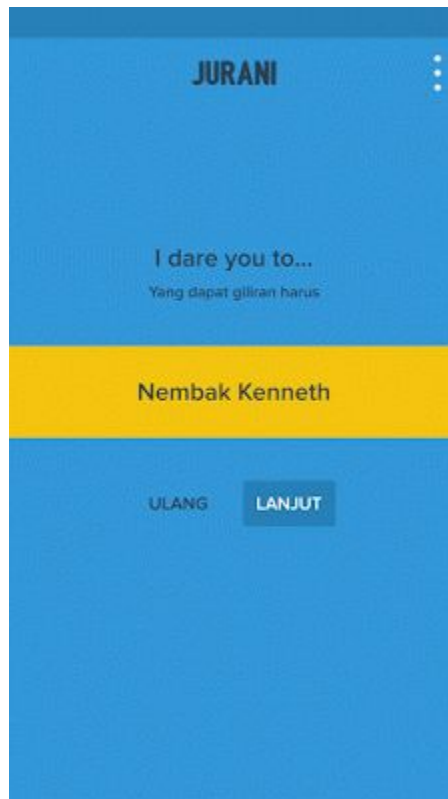 JURANI
I dare you to...
Yang dapat giliran harus
Nembak Kenneth
ULANG
LANJUT